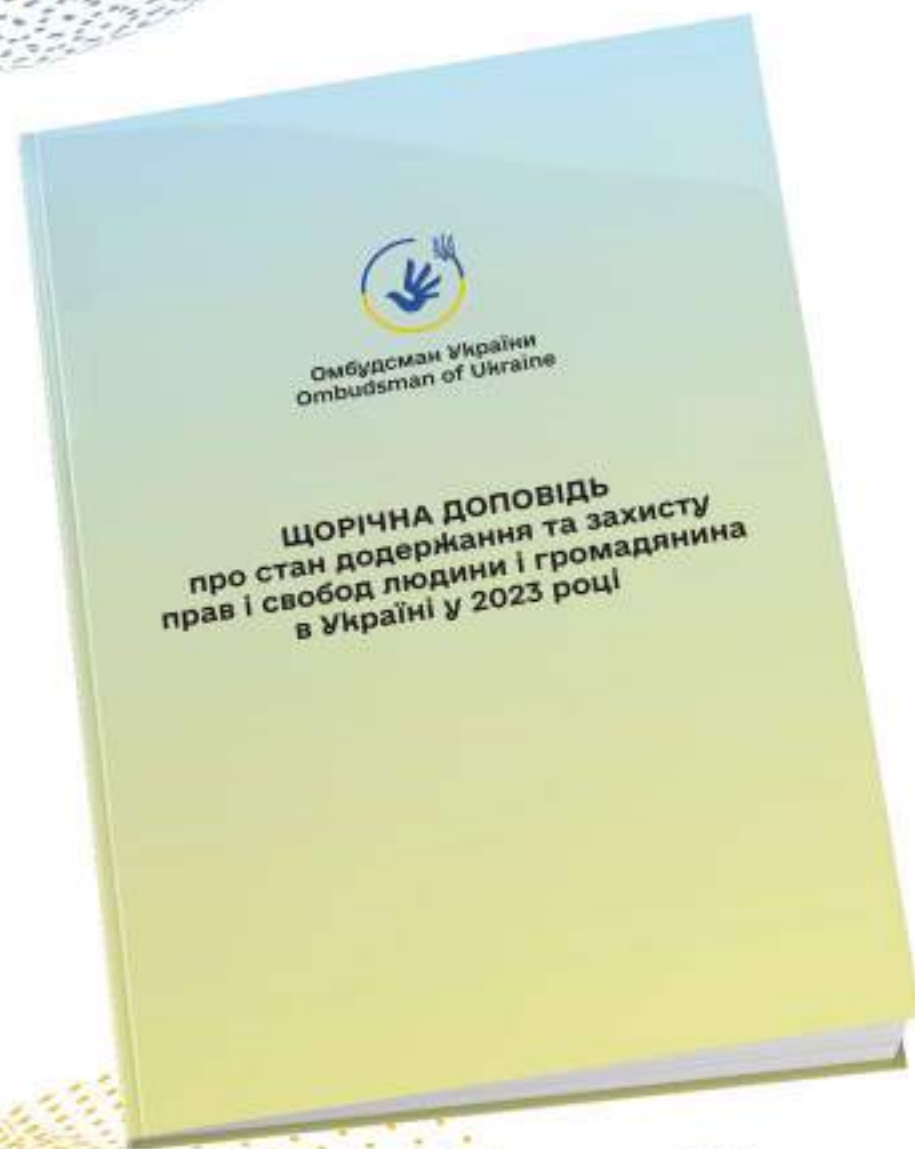 Омбудсман України
Ombudsman of Ukraine
ЩОРІЧНА ДОПОВІДЬ
про стан додержання та захисту
прав і свобод людини і громадянина
в Україні у 2023 році